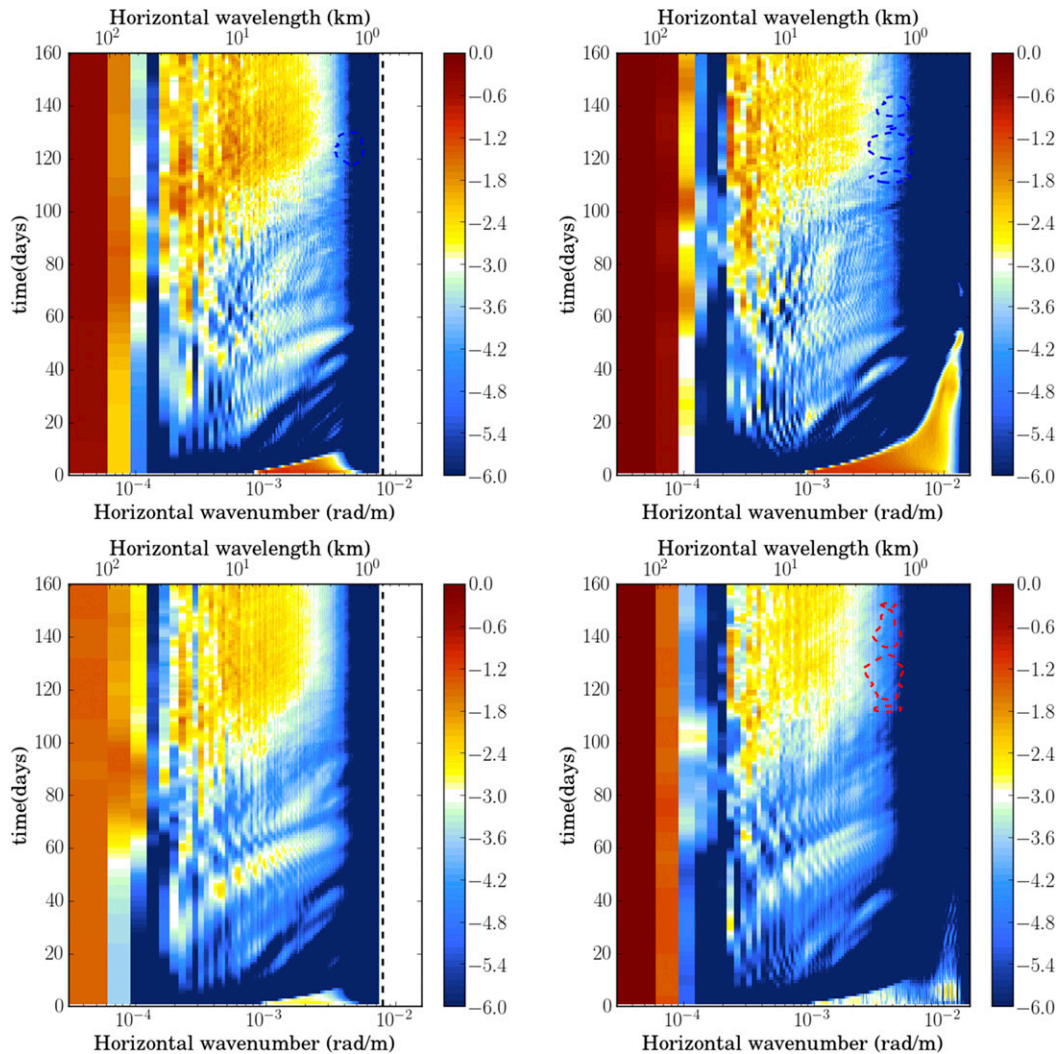 Horizontal wavelength (km)
10² 10¹ 10⁰
160 140 120 100 80 60 40 20 0
time(days)
10⁻⁴ 10⁻³ 10⁻²
Horizontal wavenumber (rad/m)
0.0 −0.6 −1.2 −1.8 −2.4 −3.0 −3.6 −4.2 −4.8 −5.4 −6.0
Horizontal wavelength (km)
10² 10¹ 10⁰
160 140 120 100 80 60 40 20 0
time(days)
10⁻⁴ 10⁻³ 10⁻²
Horizontal wavenumber (rad/m)
0.0 −0.6 −1.2 −1.8 −2.4 −3.0 −3.6 −4.2 −4.8 −5.4 −6.0
Horizontal wavelength (km)
10² 10¹ 10⁰
160 140 120 100 80 60 40 20 0
time(days)
10⁻⁴ 10⁻³ 10⁻²
Horizontal wavenumber (rad/m)
0.0 −0.6 −1.2 −1.8 −2.4 −3.0 −3.6 −4.2 −4.8 −5.4 −6.0
Horizontal wavelength (km)
10² 10¹ 10⁰
160 140 120 100 80 60 40 20 0
time(days)
10⁻⁴ 10⁻³ 10⁻²
Horizontal wavenumber (rad/m)
0.0 −0.6 −1.2 −1.8 −2.4 −3.0 −3.6 −4.2 −4.8 −5.4 −6.0